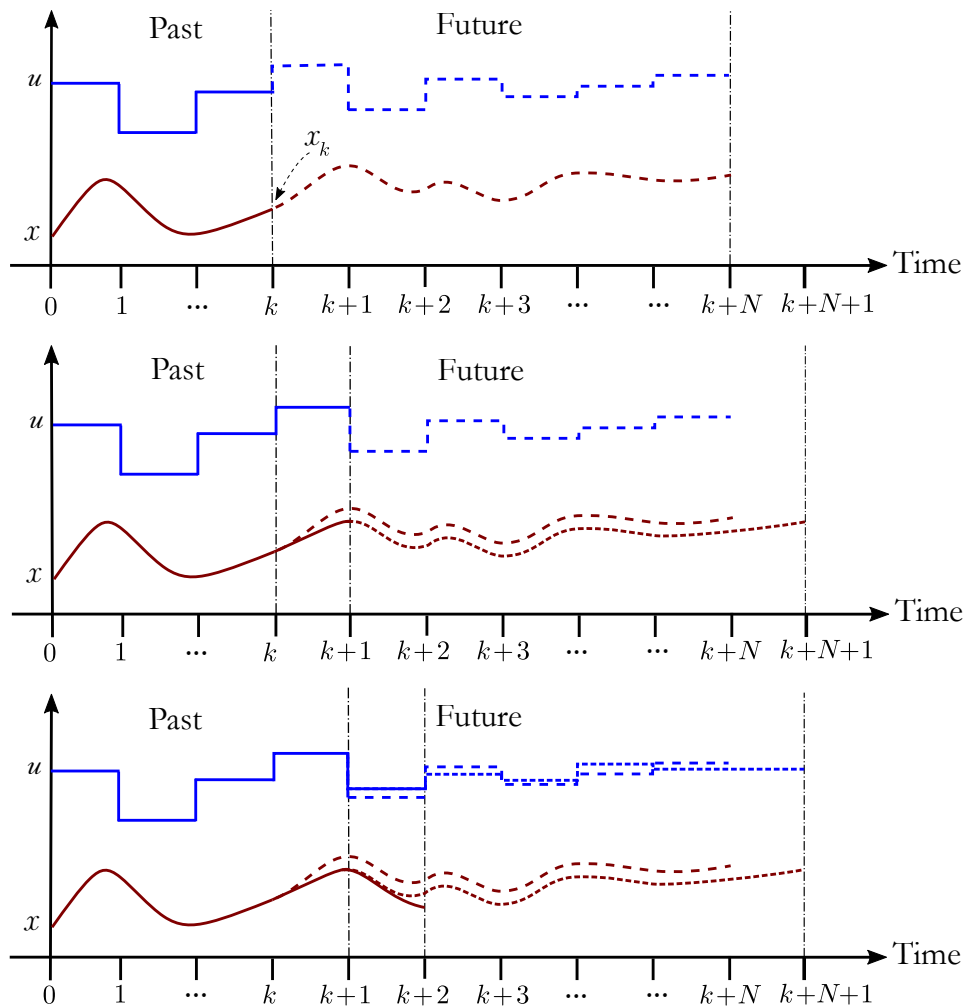 Past Future
u
x_k
x
Time
0 1 ... k k+1 k+2 k+3 ... ... k+N k+N+1
Past Future
u
x
Time
0 1 ... k k+1 k+2 k+3 ... ... k+N k+N+1
Past Future
u
x
Time
0 1 ... k k+1 k+2 k+3 ... ... k+N k+N+1